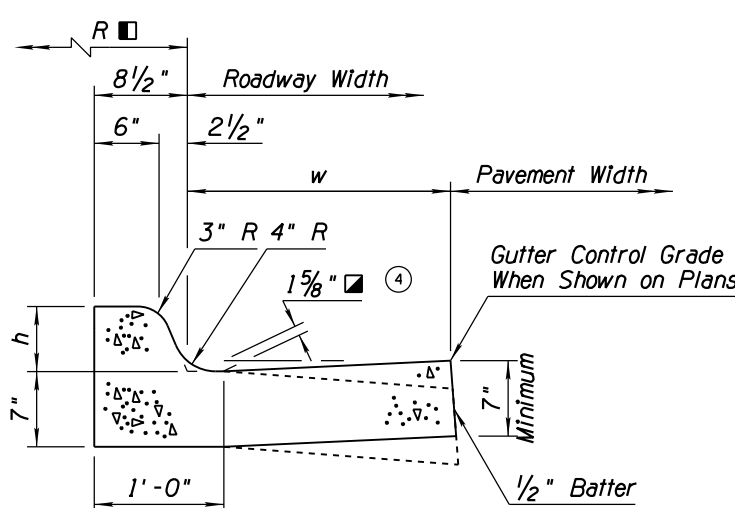 R
8½" Roadway Width
6" 2½"
w Pavement Width
3" R 4" R
Gutter Control Grade
When Shown on Plans
1⅝" 4
h
7"
7"
Minimum
1'-0"
½" Batter